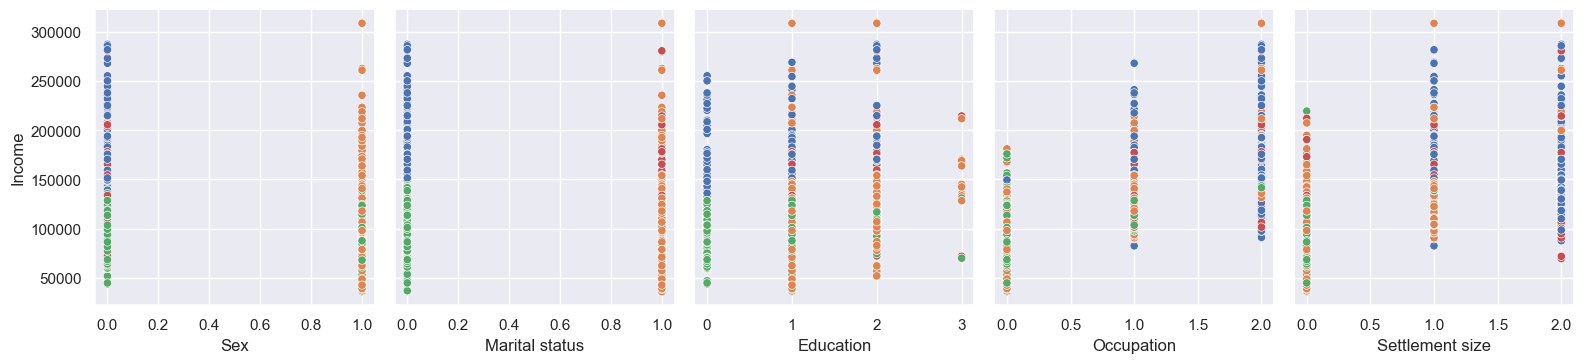 300000
250000
200000
150000
100000
50000
Income
0.0 0.2 0.4 0.6 0.8 1.0
Sex
0.0 0.2 0.4 0.6 0.8 1.0
Marital status
0 1 2 3
Education
0.0 0.5 1.0 1.5 2.0
Occupation
0.0 0.5 1.0 1.5 2.0
Settlement size